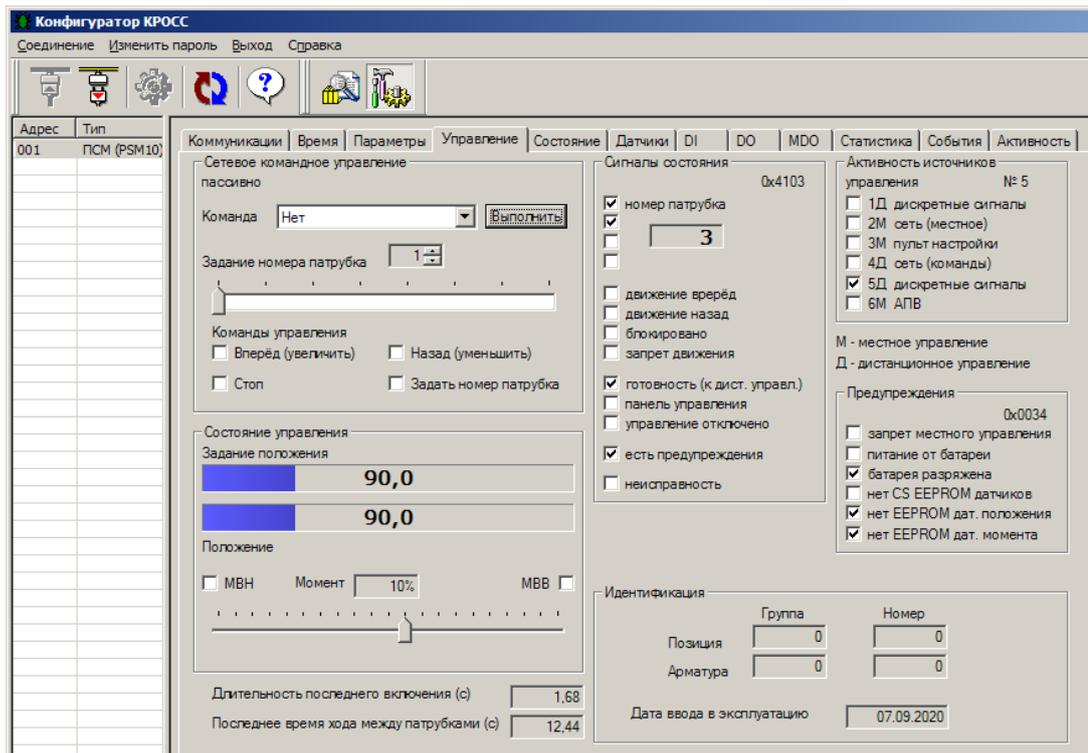 Конфигуратор КРОСС
Соединение Изменить пароль Выход Справка
Адрес Тип
001 ПСМ (PSM10)
Коммуникации Время Параметры Управление Состояние Датчики DI DO MDO Статистика События Активность
Сетевое командное управление
пассивно
Команда Нет Выполнить
Задание номера патрубка 1
Команды управления
Вперёд (увеличить) Назад (уменьшить)
Стоп Задать номер патрубка
Состояние управления
Задание положения
90,0
90,0
Положение
МВН Момент 10% МВВ
Длительность последнего включения (с) 1,68
Последнее время хода между патрубками (с) 12,44
Сигналы состояния
0x4103
номер патрубка
3
движение врерёд
движение назад
блокировано
запрет движения
готовность (к дист. управл.)
панель управления
управление отключено
есть предупреждения
неисправность
Активность источников
управления № 5
1Д дискретные сигналы
2М сеть (местное)
3М пульт настройки
4Д сеть (команды)
5Д дискретные сигналы
6М АПВ
М - местное управление
Д - дистанционное управление
Предупреждения
0x0034
запрет местного управления
питание от батареи
батарея разряжена
нет CS EEPROM датчиков
нет EEPROM дат. положения
нет EEPROM дат. момента
Идентификация
Группа Номер
Позиция 0 0
Арматура 0 0
Дата ввода в эксплуатацию 07.09.2020